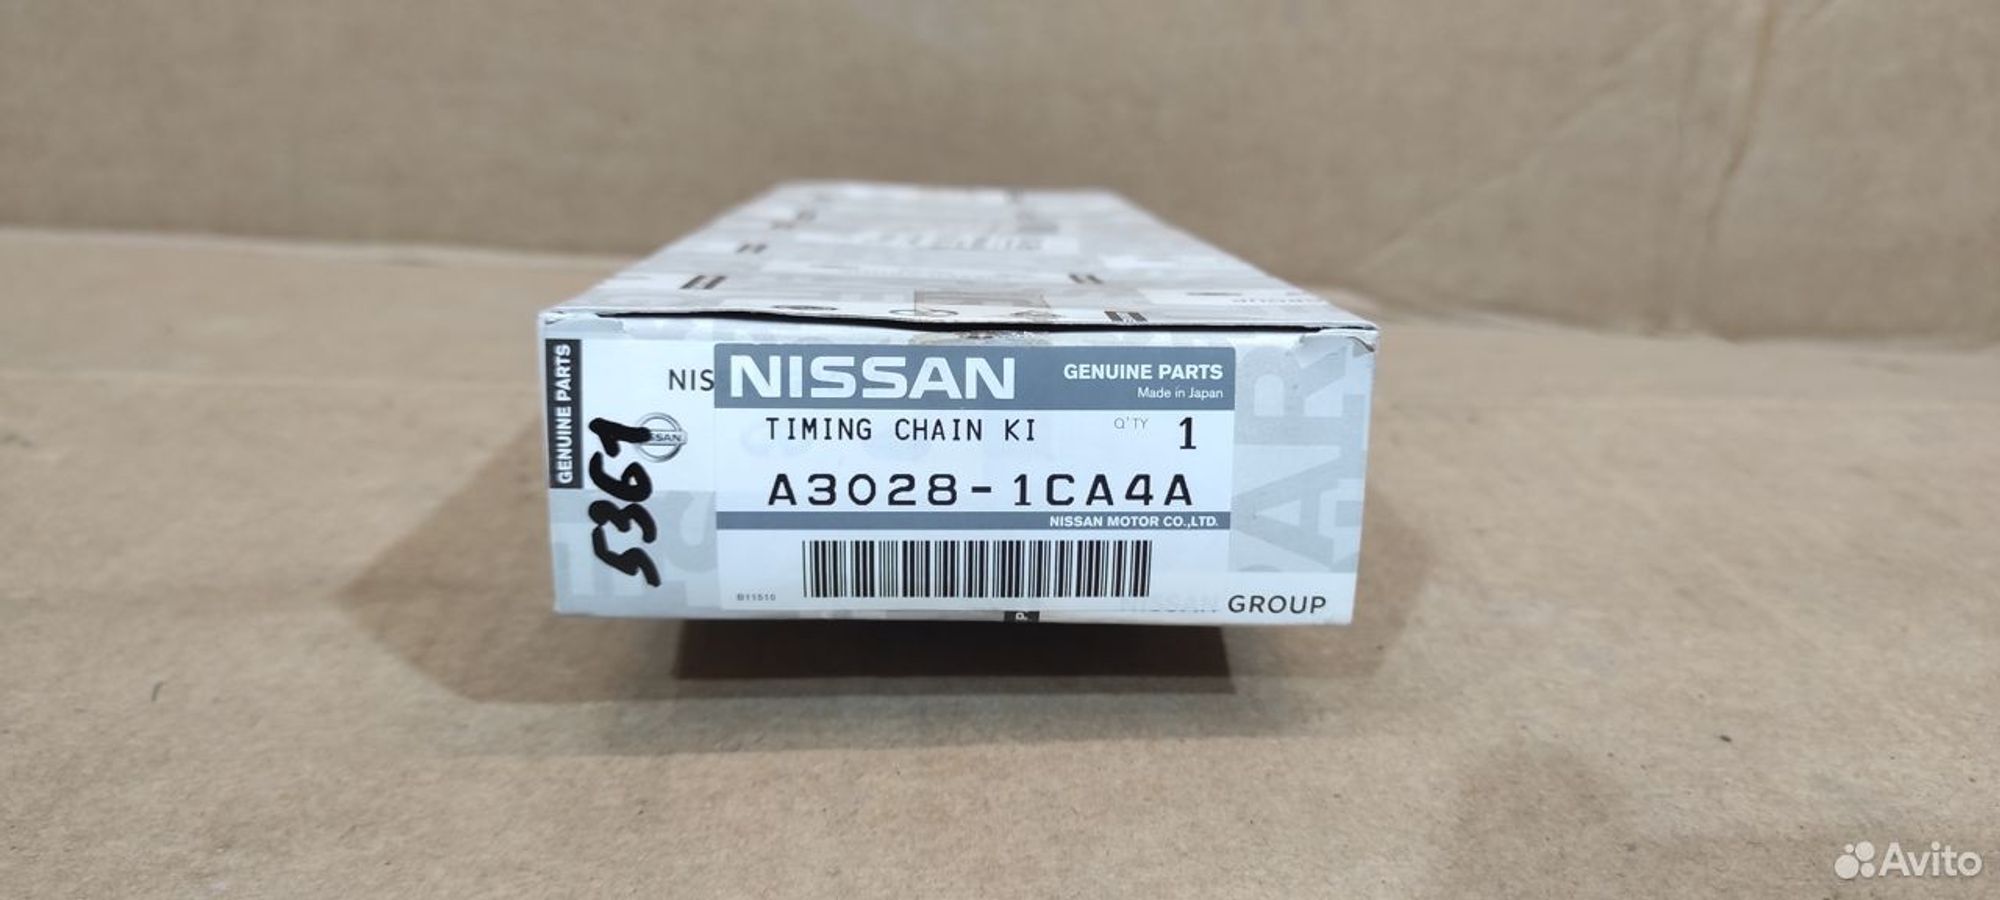 GENUINE PARTS
NIS
NISSAN
GENUINE PARTS
Made in Japan
5361
TIMING CHAIN KI
Q'TY 1
A3028-1CA4A
NISSAN MOTOR CO.,LTD.
B11510
NISSAN GROUP
Avito